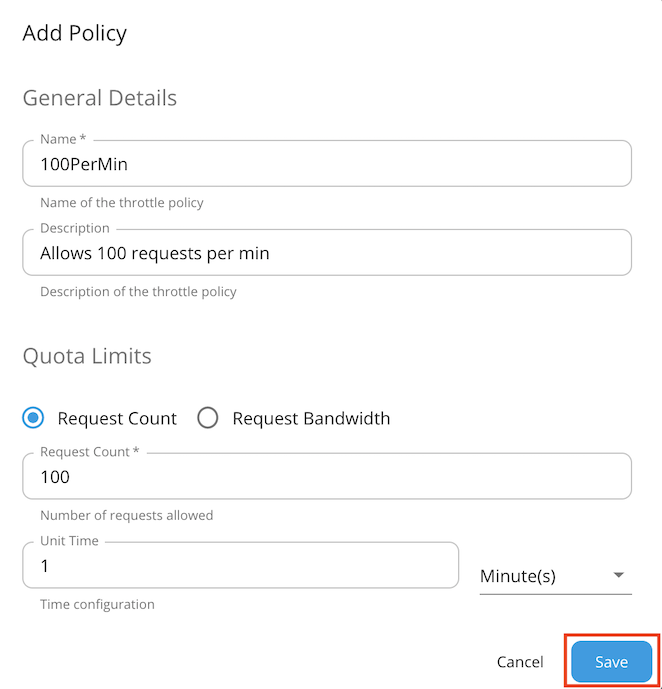 Add Policy
General Details
Name *
100PerMin
Name of the throttle policy
Description
Allows 100 requests per min
Description of the throttle policy
Quota Limits
Request Count Request Bandwidth
Request Count *
100
Number of requests allowed
Unit Time
1
Minute(s)
Time configuration
Cancel Save